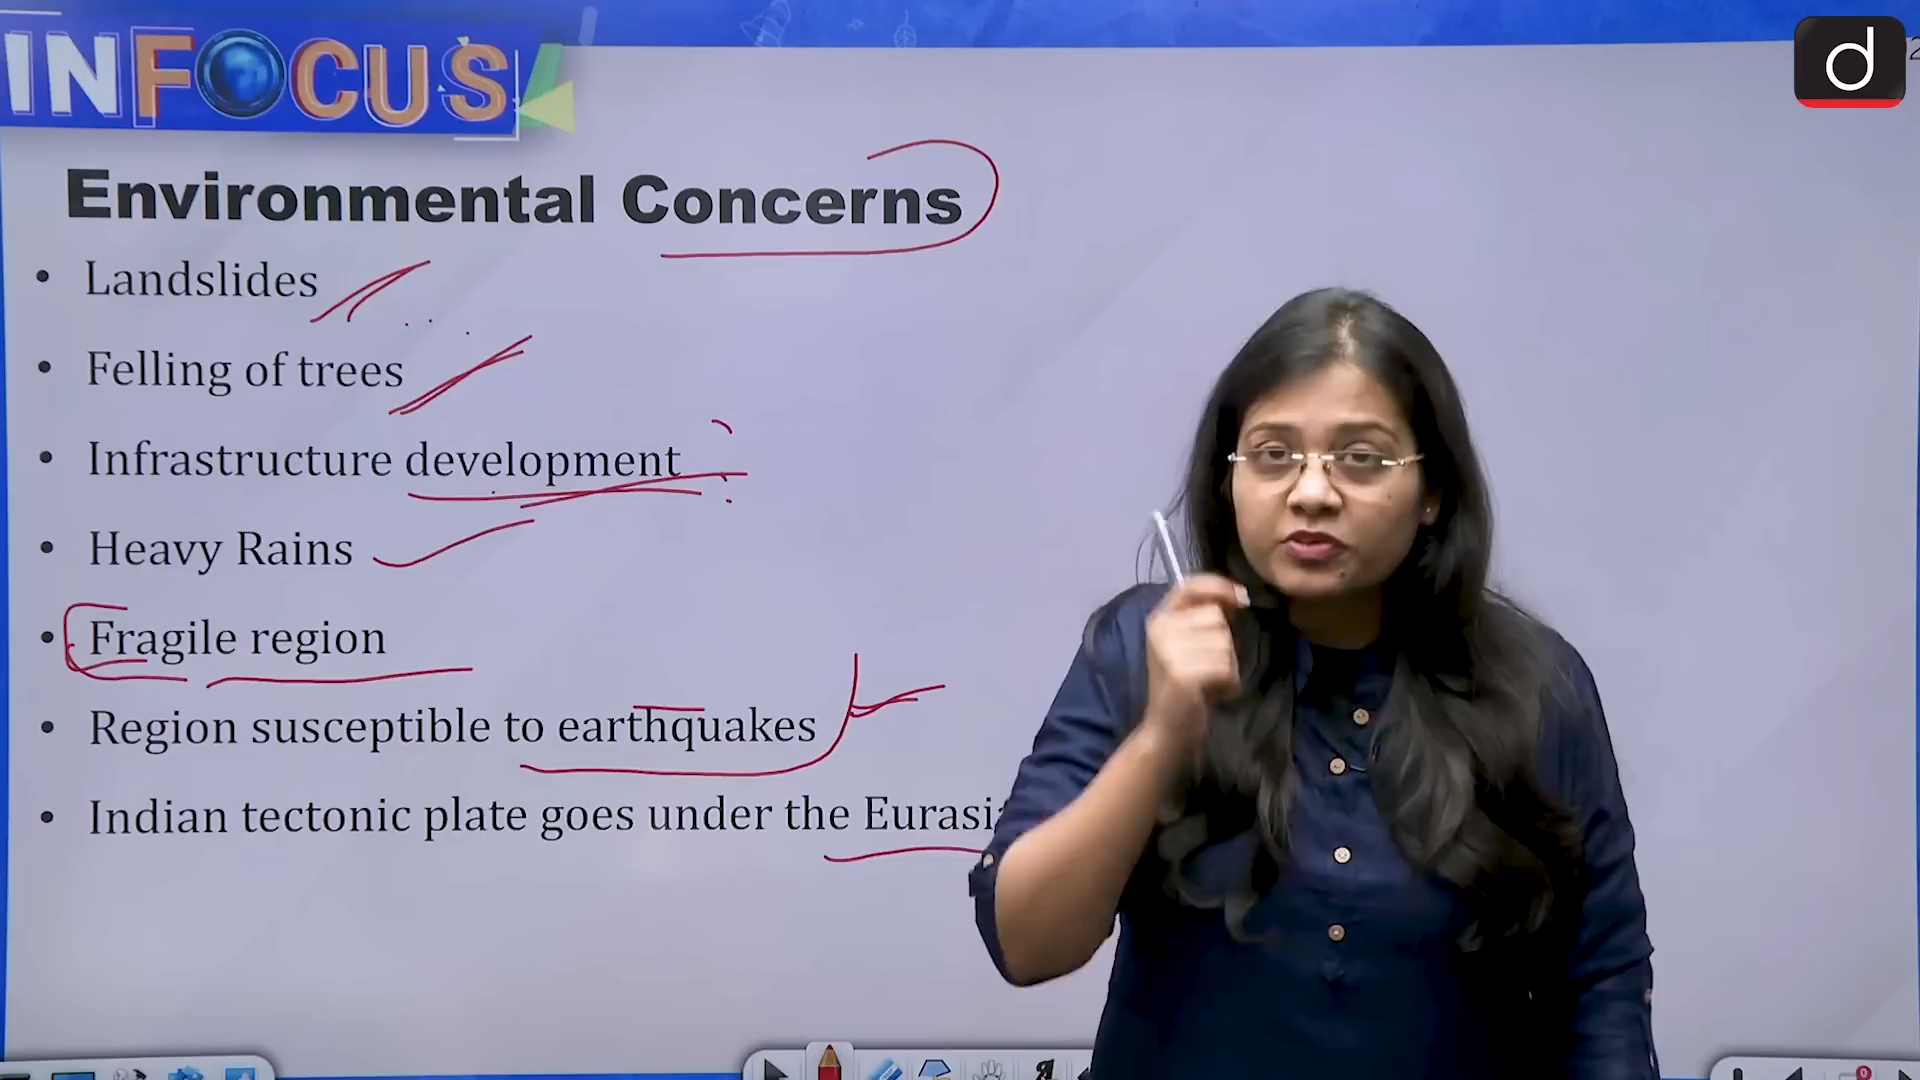 INFOCUS
d
Environmental Concerns
• Landslides
• Felling of trees
• Infrastructure development
• Heavy Rains
• Fragile region
• Region susceptible to earthquakes
• Indian tectonic plate goes under the
0